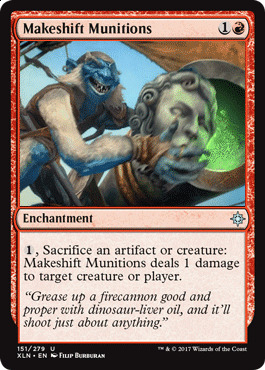 Makeshift Munitions 1
Enchantment
1, Sacrifice an artifact or creature:
Makeshift Munitions deals 1 damage
to target creature or player.
"Grease up a firecannon good and
proper with dinosaur-liver oil, and it'll
shoot just about anything."
151/279 U
XLN • EN Filip Burburan
™ & © 2017 Wizards of the Coast